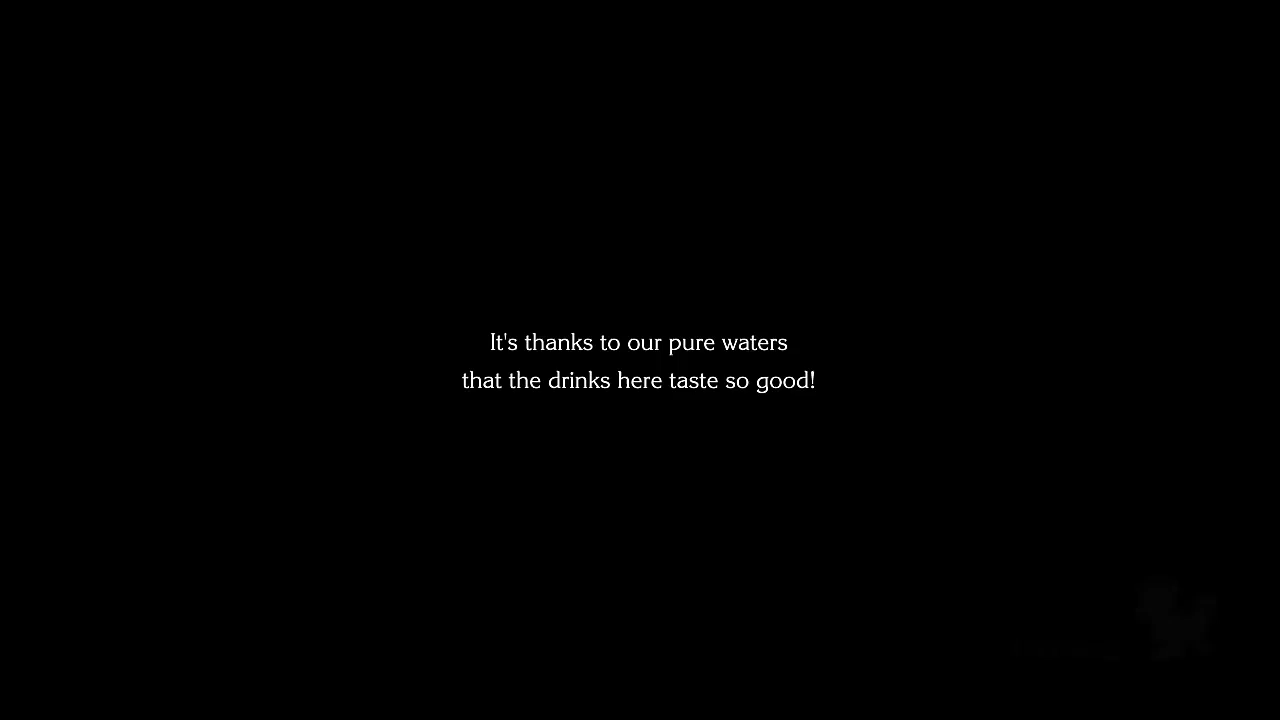 It's thanks to our pure waters
that the drinks here taste so good!